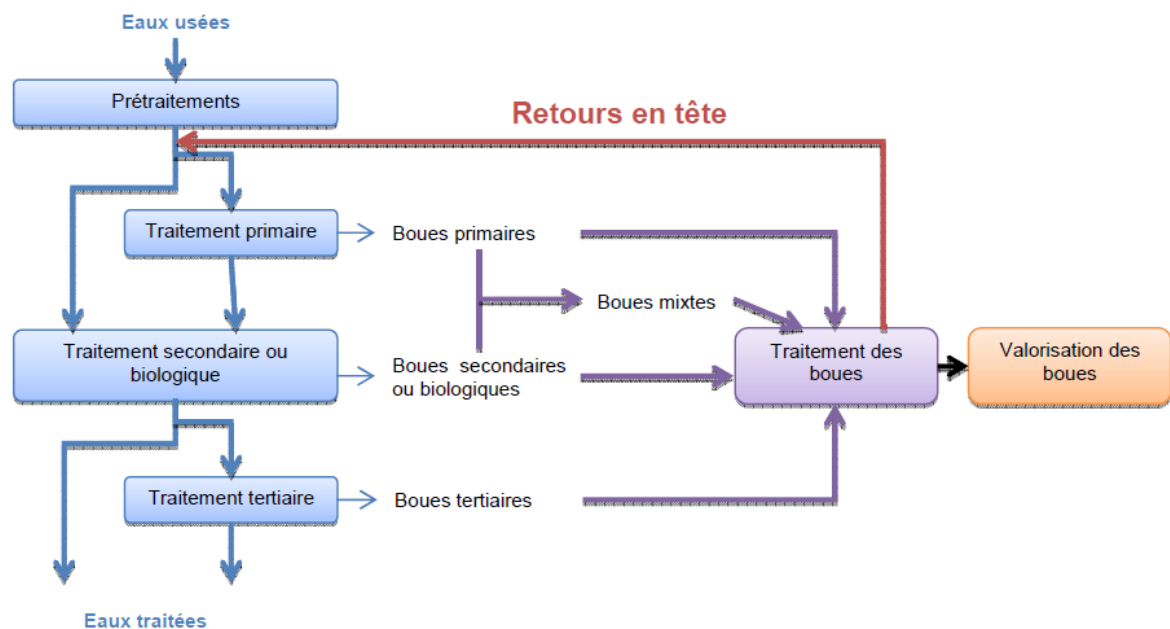 Eaux usées
Prétraitements
Retours en tête
Traitement primaire
Boues primaires
Boues mixtes
Traitement secondaire ou
biologique
Boues secondaires
ou biologiques
Traitement des
boues
Valorisation des
boues
Traitement tertiaire
Boues tertiaires
Eaux traitées